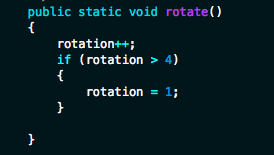 public static void rotate()
{
    rotation++;
    if (rotation > 4)
    {
        rotation = 1;
    }

}